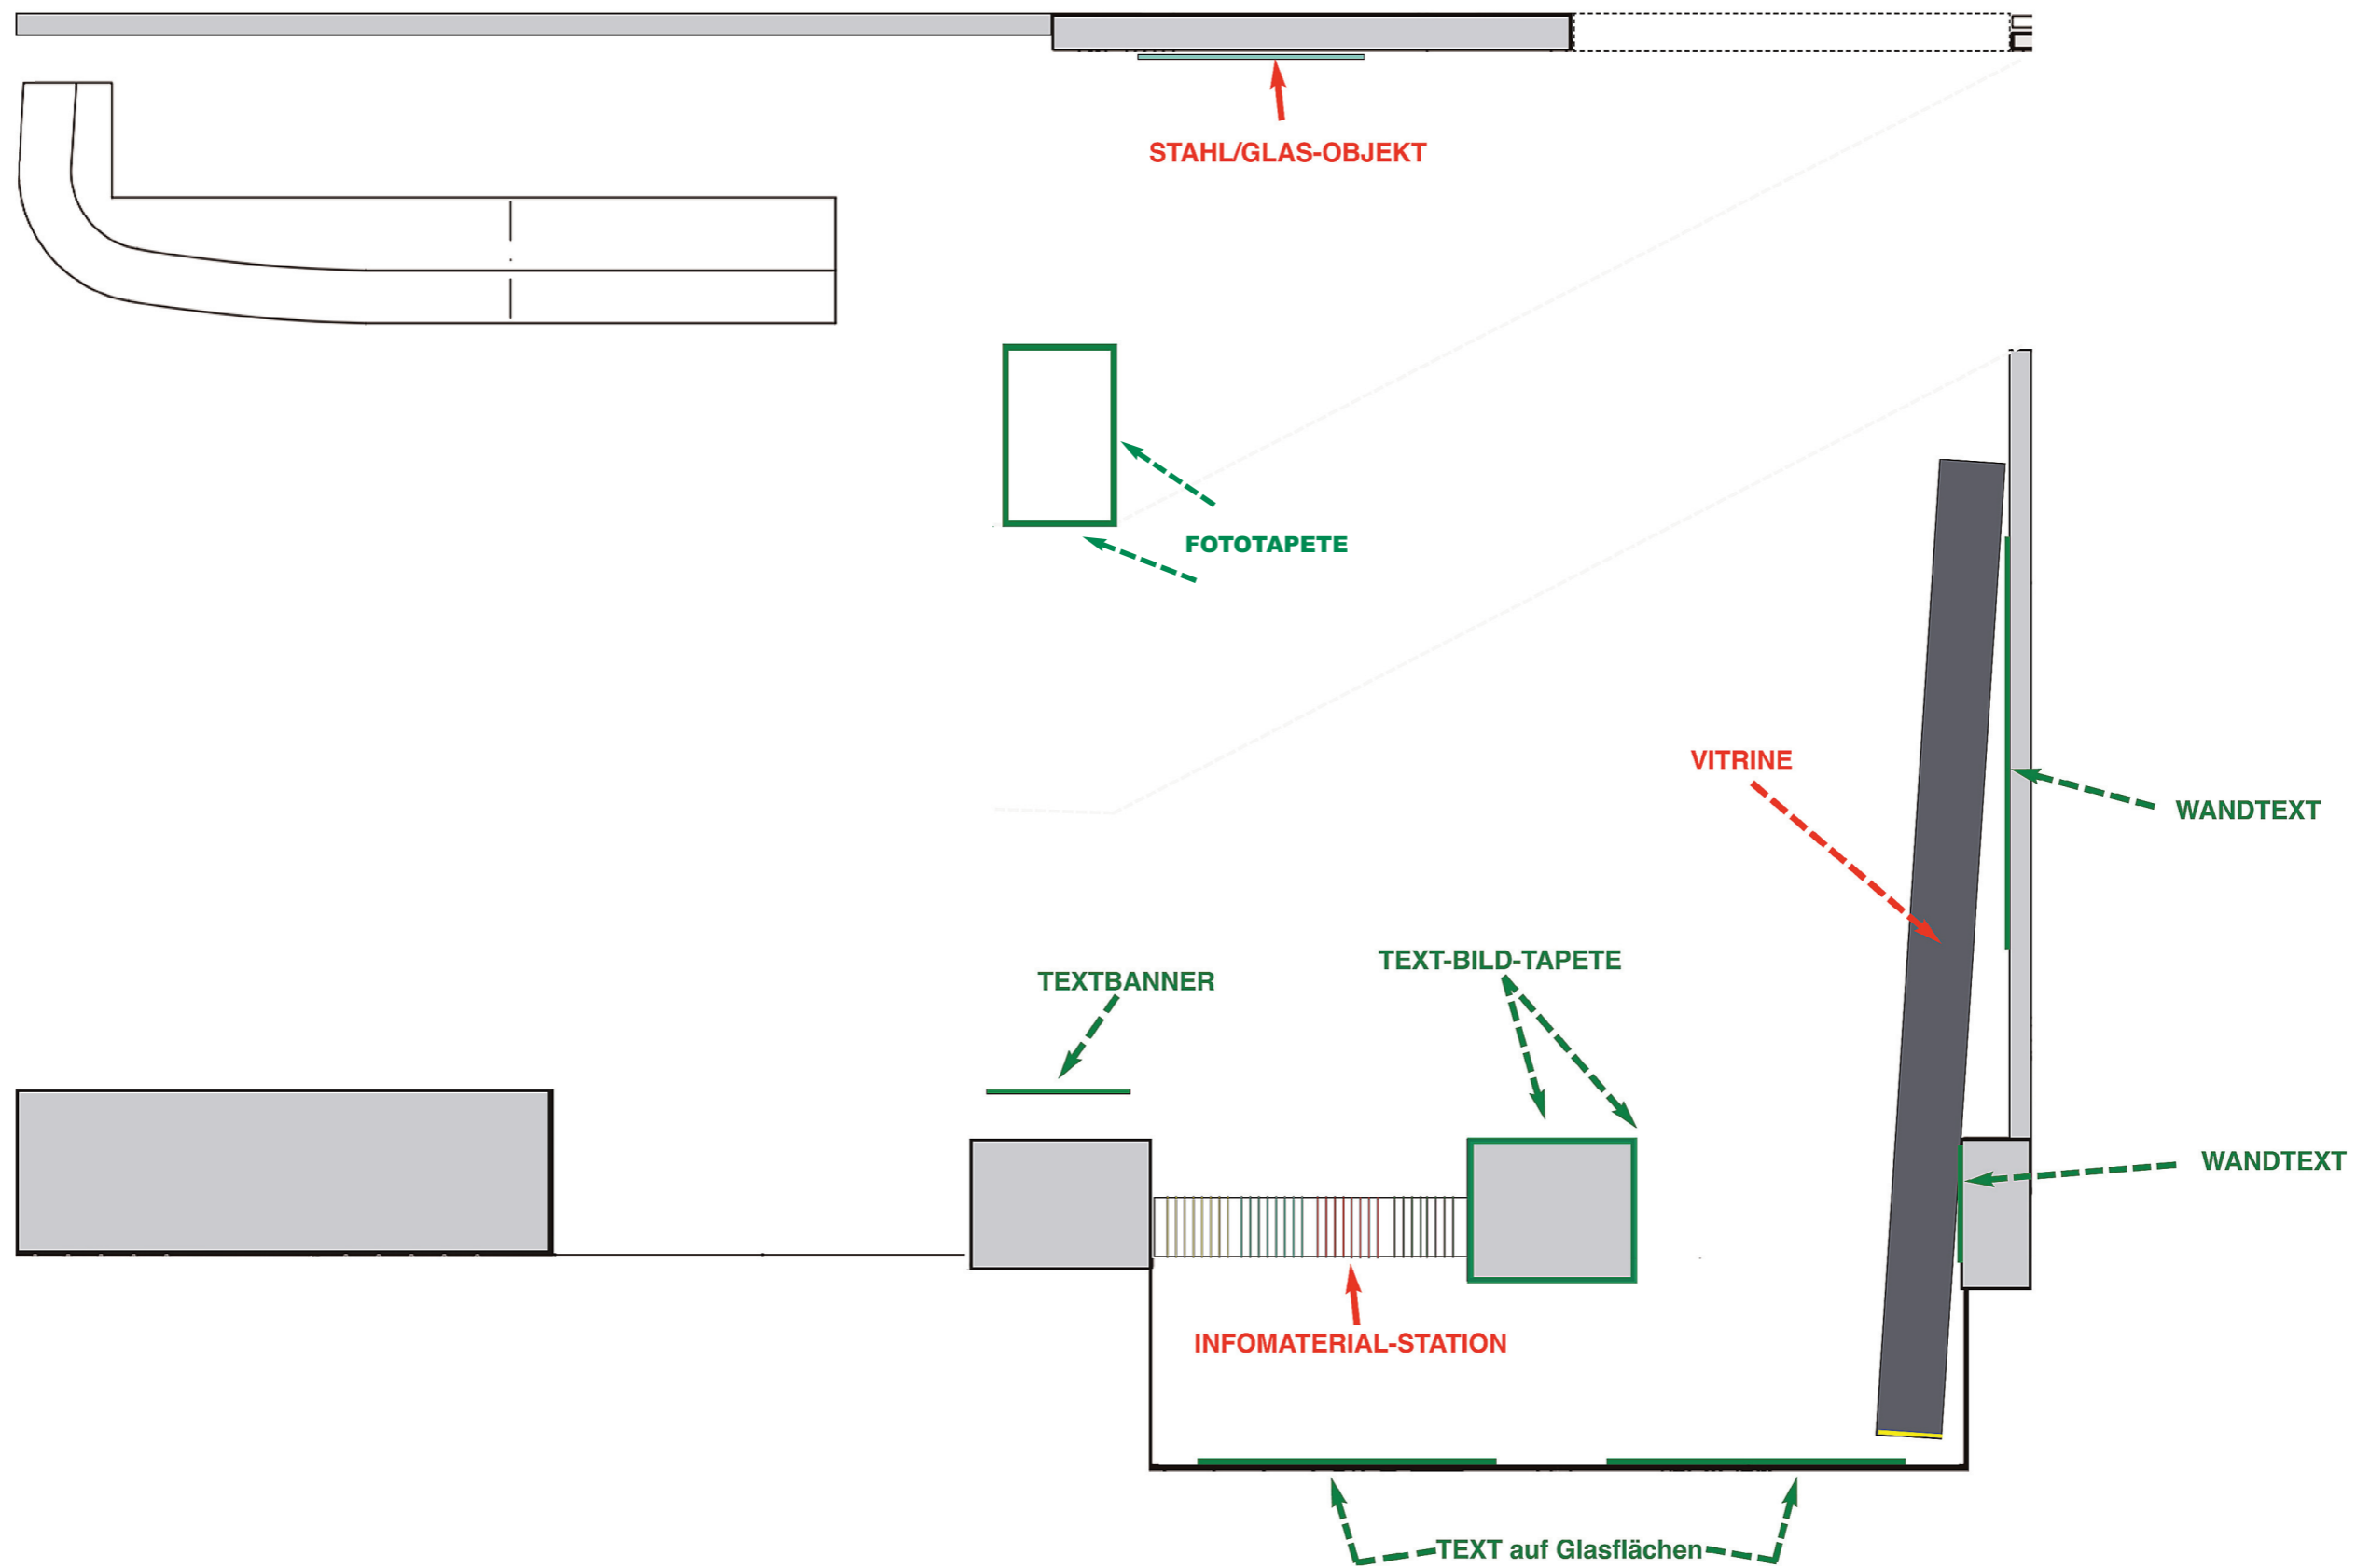 STAHL/GLAS-OBJEKT
FOTOTAPETE
VITRINE
WANDTEXT
TEXT-BILD-TAPETE
TEXTBANNER
WANDTEXT
INFOMATERIAL-STATION
TEXT auf Glasflächen